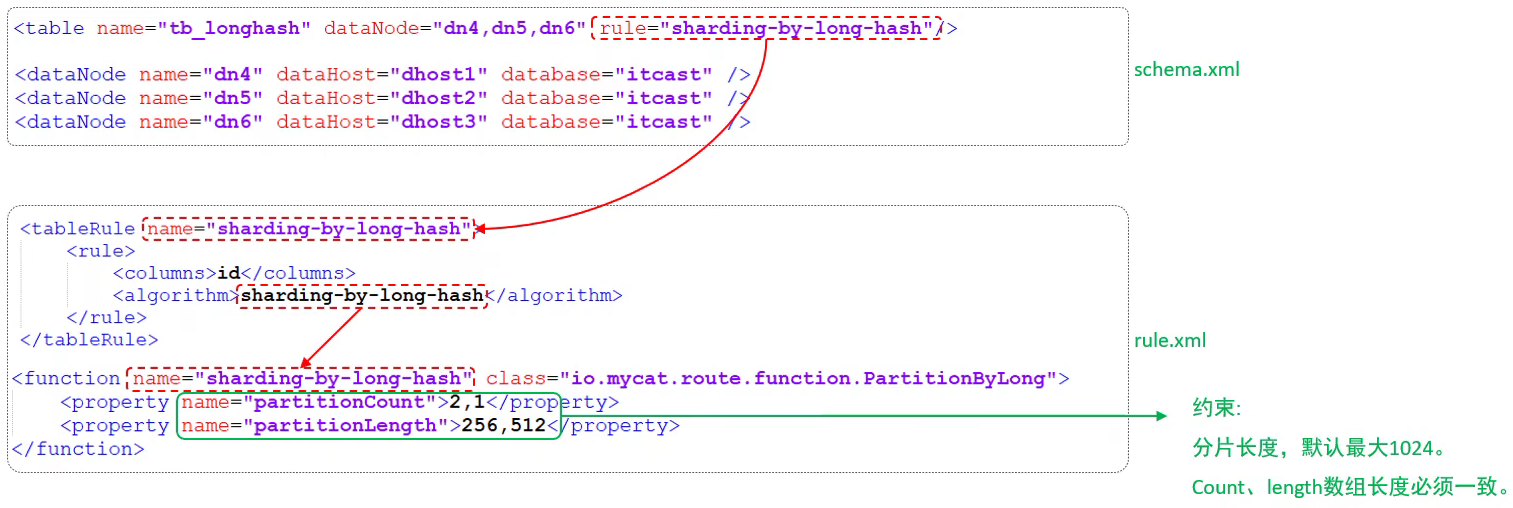 <table name="tb_longhash" dataNode="dn4,dn5,dn6" rule="sharding-by-long-hash"/>
<dataNode name="dn4" dataHost="dhost1" database="itcast" />
<dataNode name="dn5" dataHost="dhost2" database="itcast" />
<dataNode name="dn6" dataHost="dhost3" database="itcast" />
schema.xml
<tableRule name="sharding-by-long-hash">
<rule>
<columns>id</columns>
<algorithm>sharding-by-long-hash</algorithm>
</rule>
</tableRule>
rule.xml
<function name="sharding-by-long-hash" class="io.mycat.route.function.PartitionByLong">
<property name="partitionCount">2,1</property>
<property name="partitionLength">256,512</property>
</function>
约束:
分片长度，默认最大1024。
Count、length数组长度必须一致。